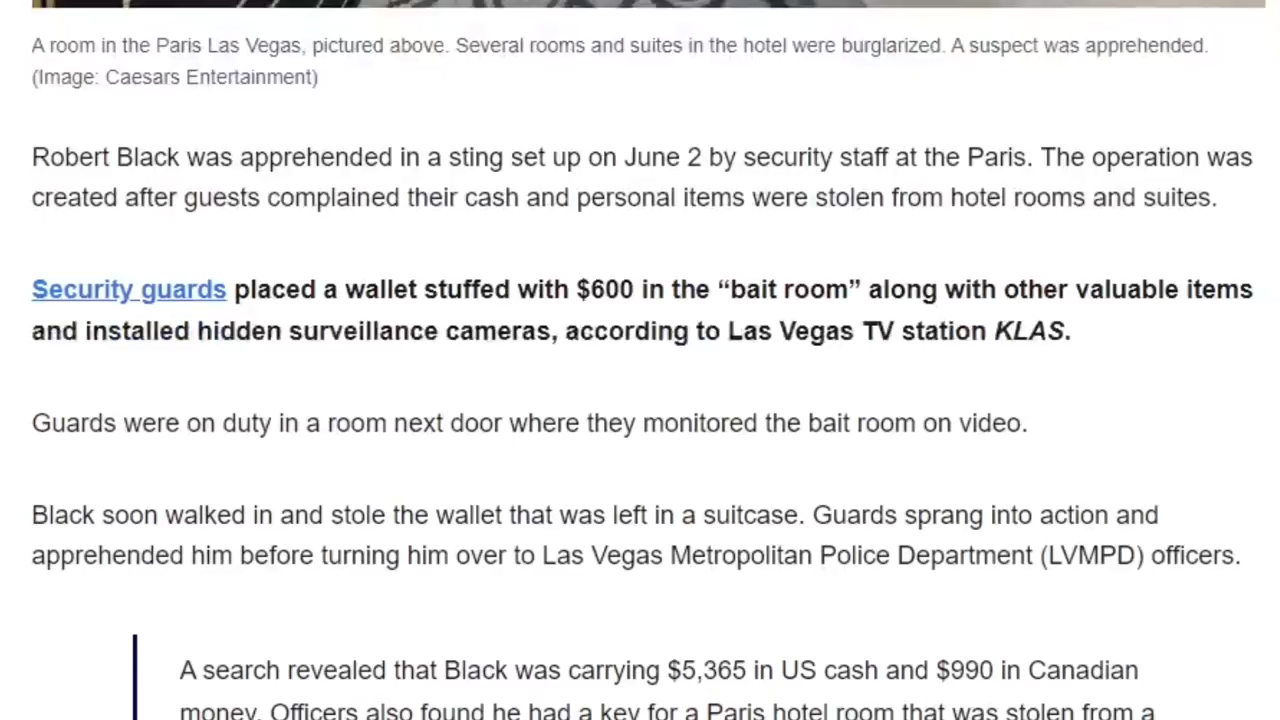 A room in the Paris Las Vegas, pictured above. Several rooms and suites in the hotel were burglarized. A suspect was apprehended.
(Image: Caesars Entertainment)
Robert Black was apprehended in a sting set up on June 2 by security staff at the Paris. The operation was
created after guests complained their cash and personal items were stolen from hotel rooms and suites.
Security guards placed a wallet stuffed with $600 in the “bait room” along with other valuable items
and installed hidden surveillance cameras, according to Las Vegas TV station KLAS.
Guards were on duty in a room next door where they monitored the bait room on video.
Black soon walked in and stole the wallet that was left in a suitcase. Guards sprang into action and
apprehended him before turning him over to Las Vegas Metropolitan Police Department (LVMPD) officers.
A search revealed that Black was carrying $5,365 in US cash and $990 in Canadian
money. Officers also found he had a key for a Paris hotel room that was stolen from a